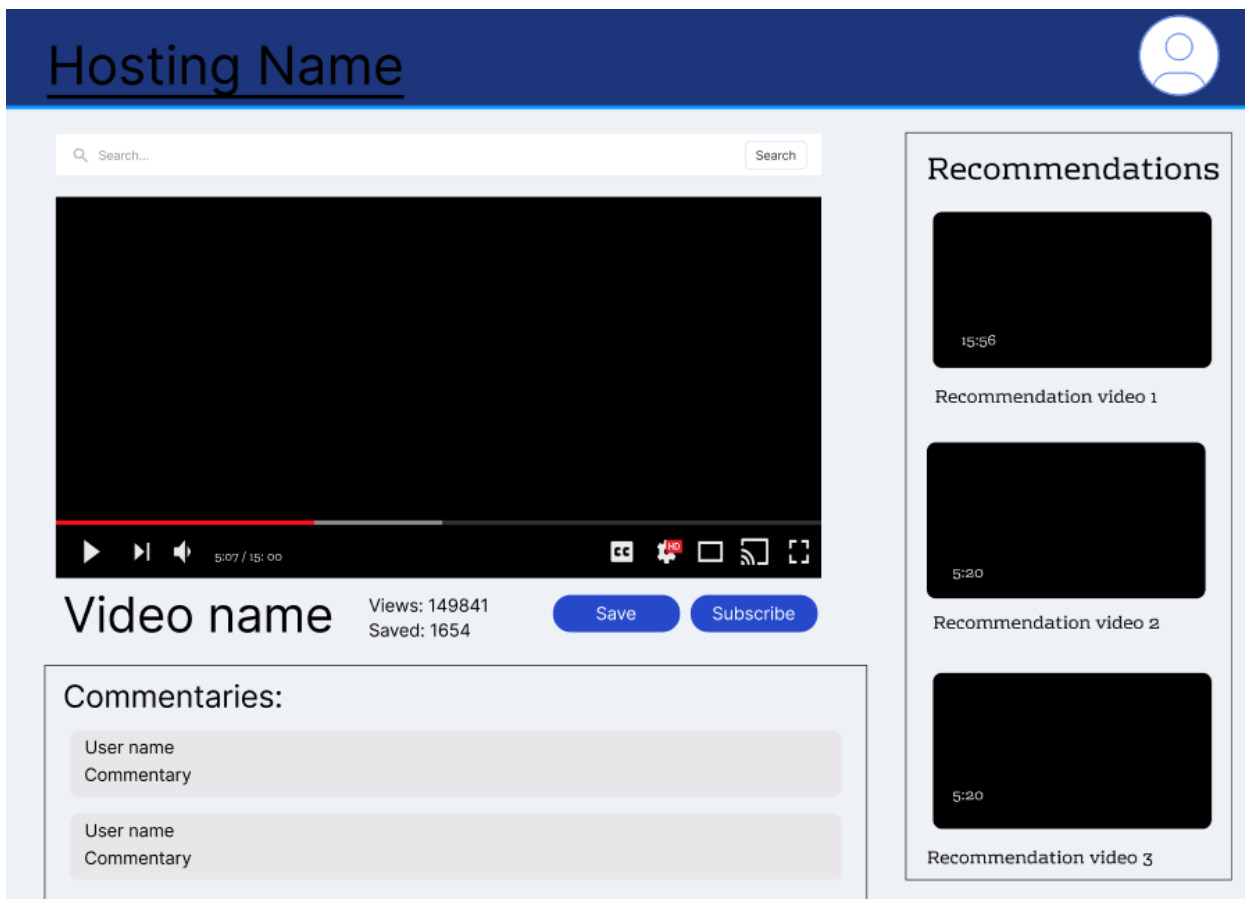 Hosting Name
Search...
Search
5:07 / 15: 00
CC
HD
Video name
Views: 149841
Saved: 1654
Save
Subscribe
Commentaries:
User name
Commentary
User name
Commentary
Recommendations
15:56
Recommendation video 1
5:20
Recommendation video 2
5:20
Recommendation video 3